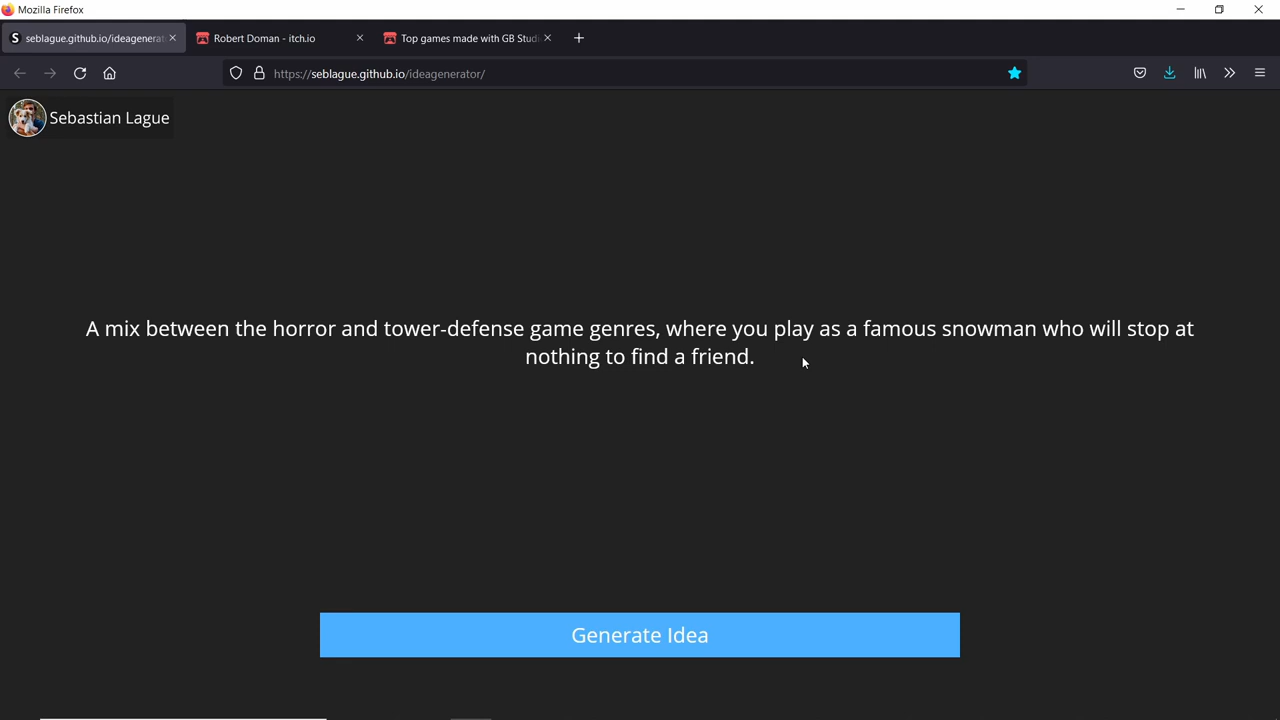 Mozilla Firefox
seblague.github.io/ideagenerat
Robert Doman - itch.io
Top games made with GB Studi
https://seblague.github.io/ideagenerator/
Sebastian Lague
A mix between the horror and tower-defense game genres, where you play as a famous snowman who will stop at
nothing to find a friend.
Generate Idea